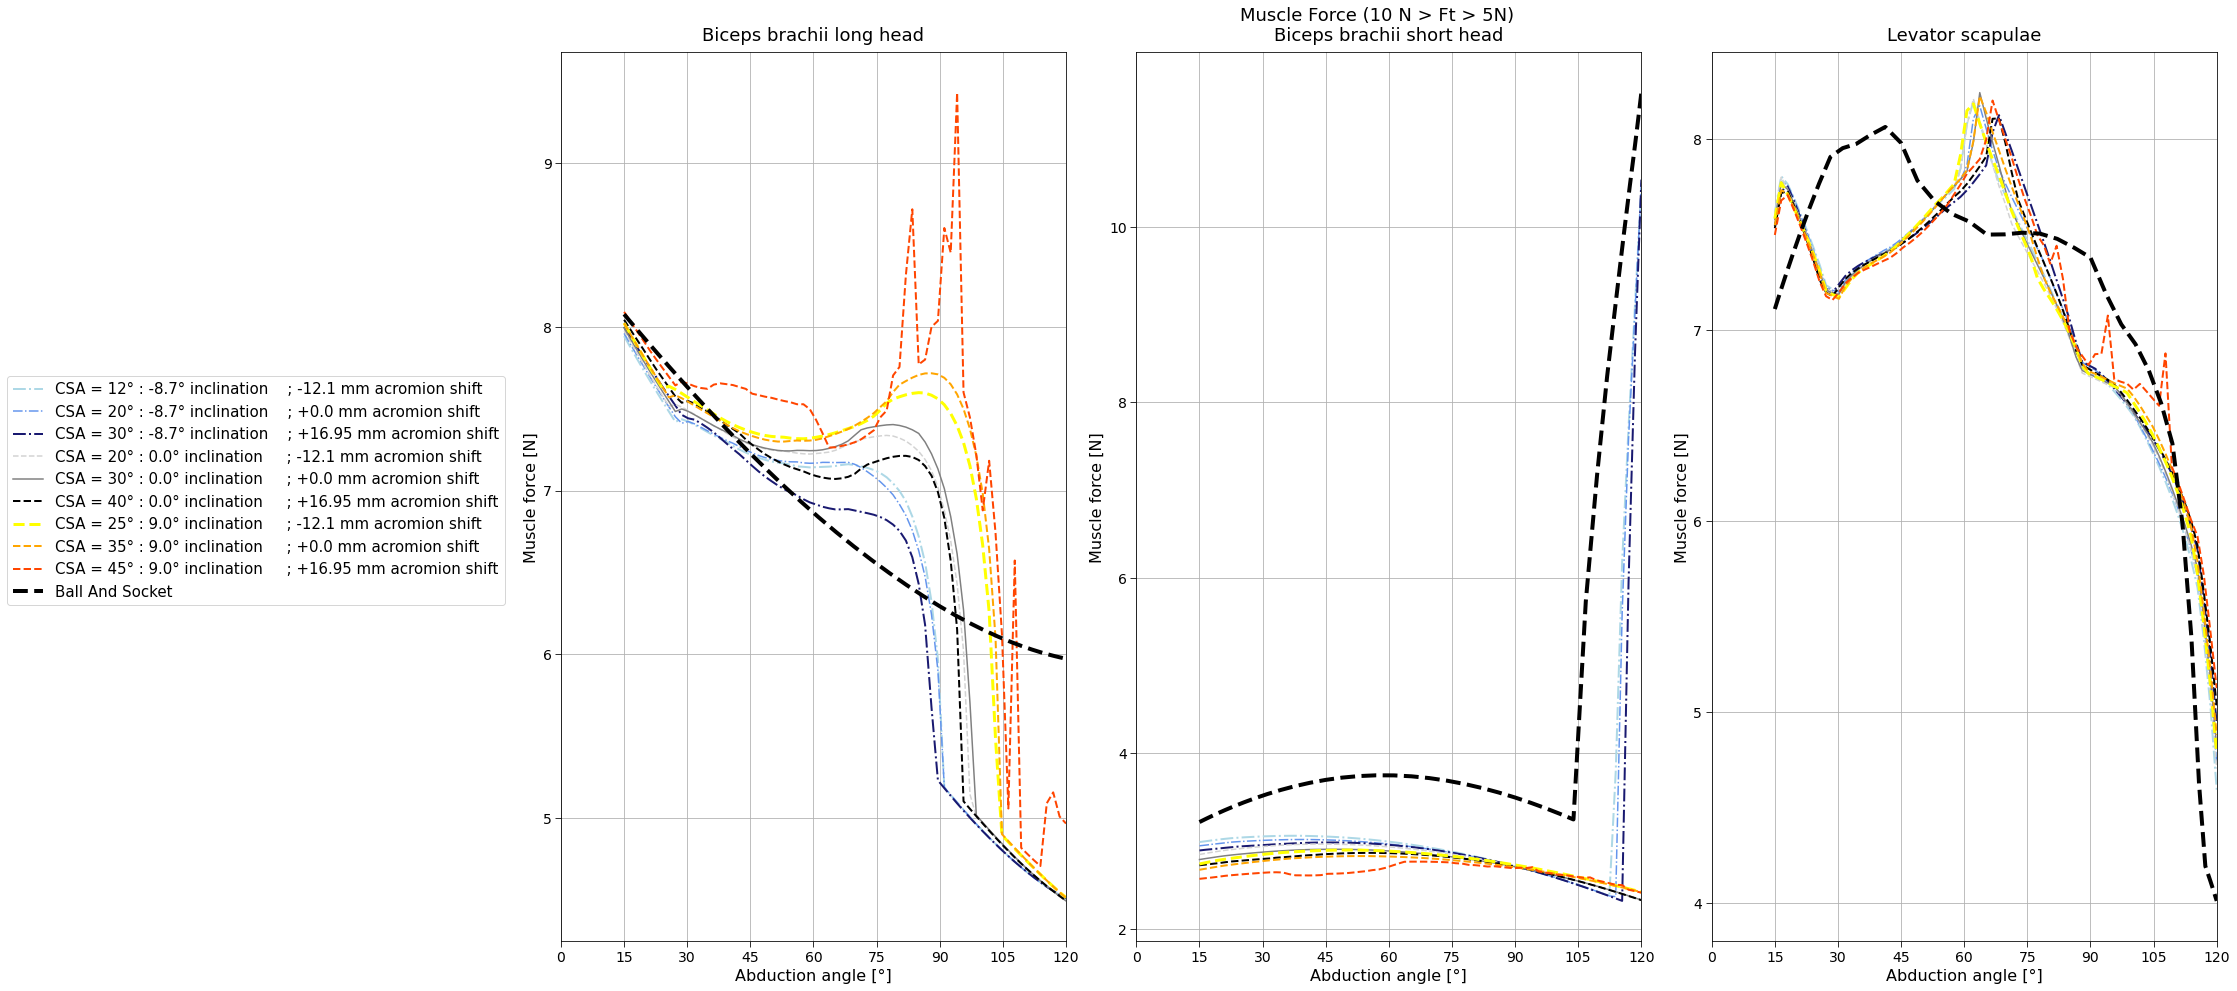 Muscle Force (10 N > Ft > 5N)
Biceps brachii long head
Biceps brachii short head
Levator scapulae
CSA = 12° : -8.7° inclination ; -12.1 mm acromion shift
CSA = 20° : -8.7° inclination ; +0.0 mm acromion shift
CSA = 30° : -8.7° inclination ; +16.95 mm acromion shift
CSA = 20° : 0.0° inclination ; -12.1 mm acromion shift
CSA = 30° : 0.0° inclination ; +0.0 mm acromion shift
CSA = 40° : 0.0° inclination ; +16.95 mm acromion shift
CSA = 25° : 9.0° inclination ; -12.1 mm acromion shift
CSA = 35° : 9.0° inclination ; +0.0 mm acromion shift
CSA = 45° : 9.0° inclination ; +16.95 mm acromion shift
Ball And Socket
Muscle force [N]
9
8
7
6
5
0 15 30 45 60 75 90 105 120
Abduction angle [°]
Muscle force [N]
10
8
6
4
2
0 15 30 45 60 75 90 105 120
Abduction angle [°]
Muscle force [N]
8
7
6
5
4
0 15 30 45 60 75 90 105 120
Abduction angle [°]